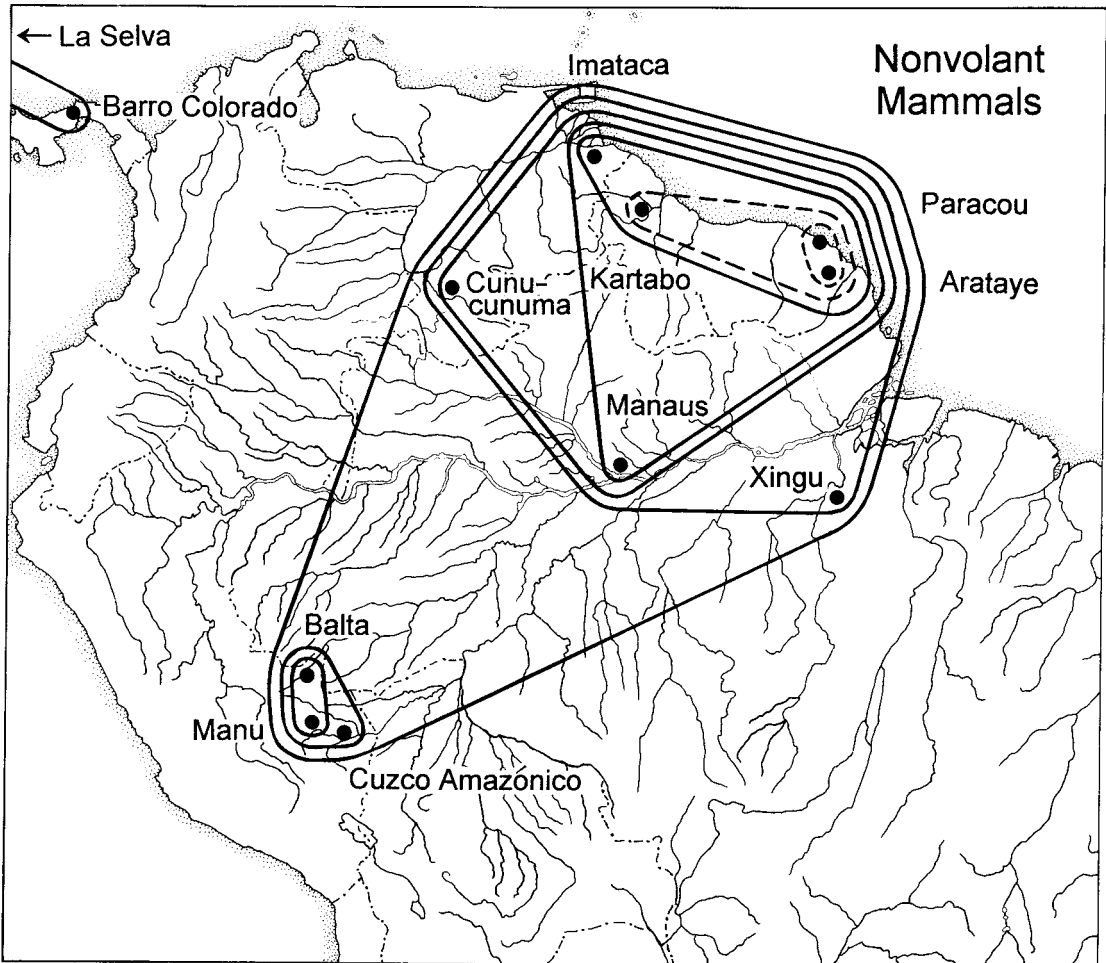 ← La Selva
Nonvolant
Mammals
Imataca
Barro Colorado
Paracou
Kartabo
Arataye
Cunu-
cunuma
Manaus
Xingu
Balta
Manu
Cuzco Amazónico